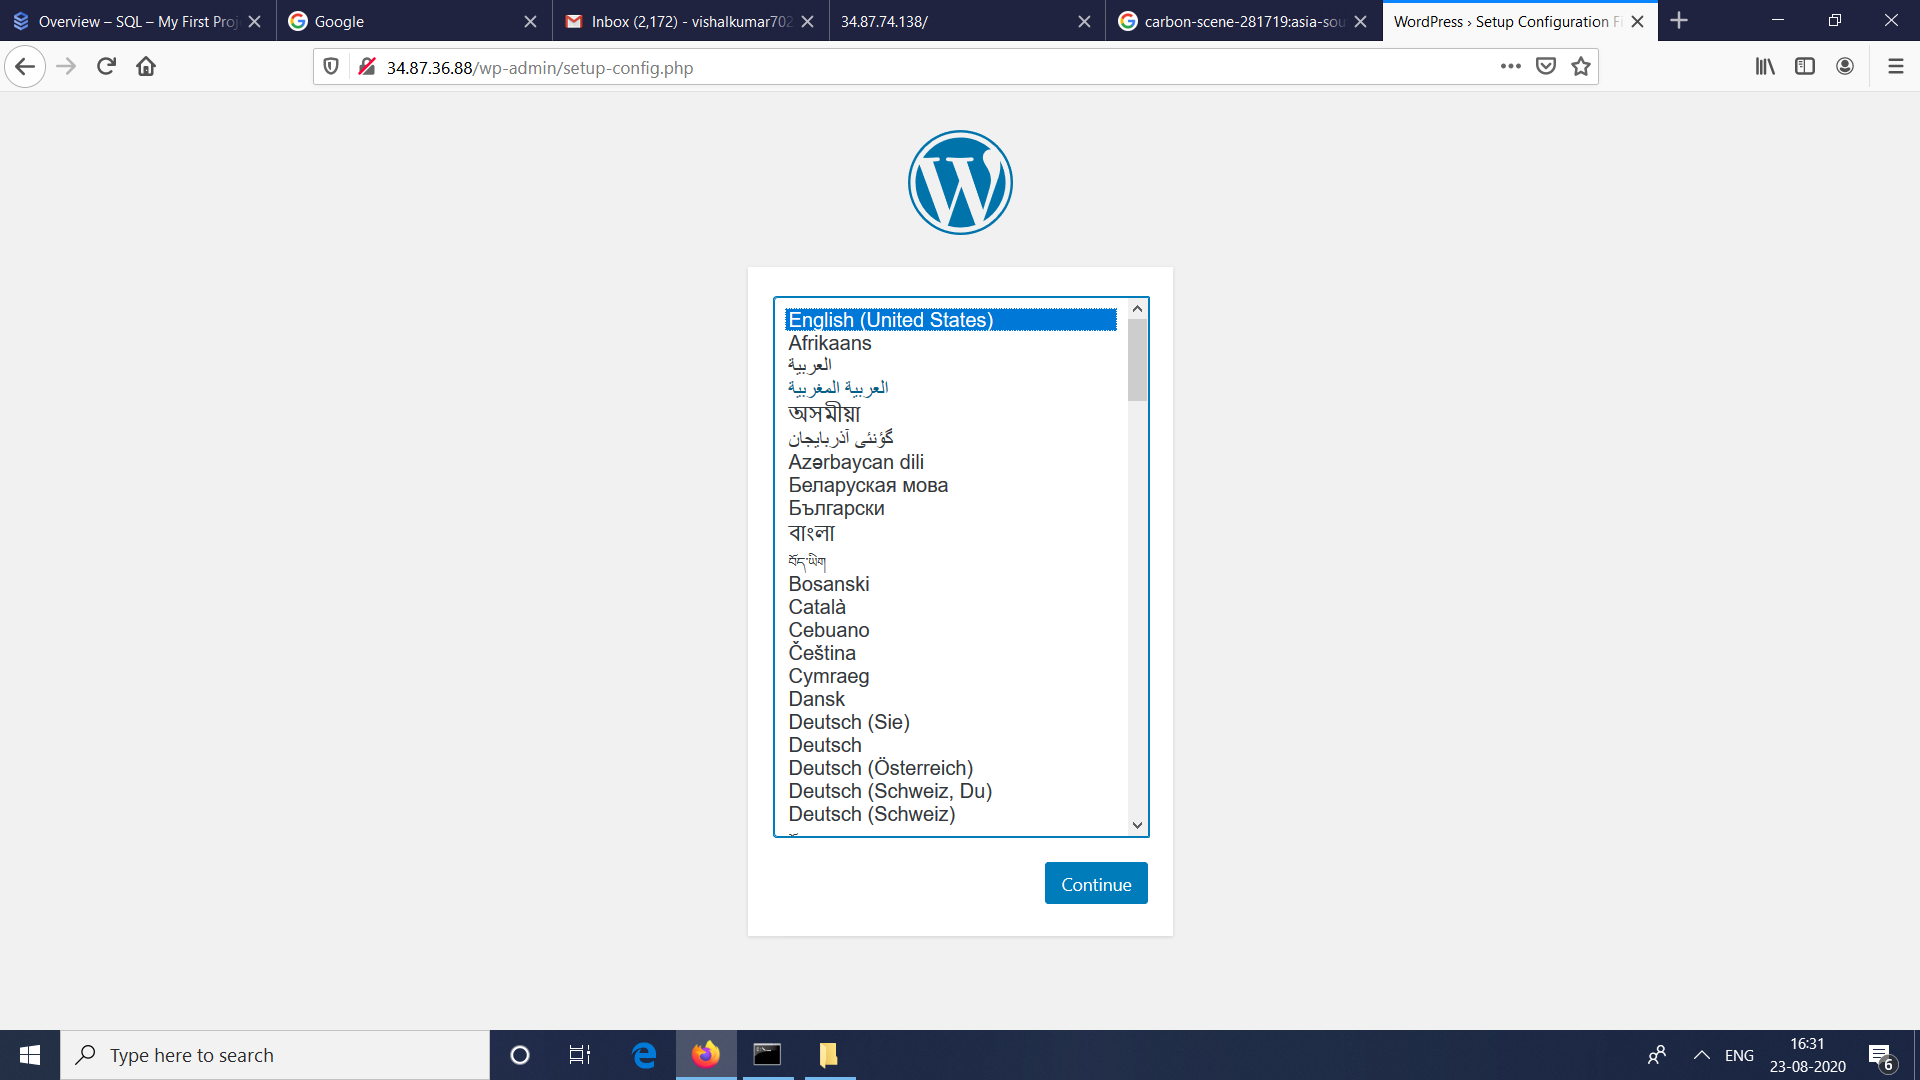 Overview – SQL – My First Proj
Google
Inbox (2,172) - vishalkumar702
34.87.74.138/
carbon-scene-281719:asia-sou
WordPress › Setup Configuration Fi
34.87.36.88/wp-admin/setup-config.php
English (United States)
Afrikaans
العربية
العربية المغربية
অসমীয়া
گؤنئی آذربایجان
Azərbaycan dili
Беларуская мова
Български
বাংলা
བོད་ཡིག
Bosanski
Català
Cebuano
Čeština
Cymraeg
Dansk
Deutsch (Sie)
Deutsch
Deutsch (Österreich)
Deutsch (Schweiz, Du)
Deutsch (Schweiz)
Continue
Type here to search
ENG
16:31
23-08-2020
6